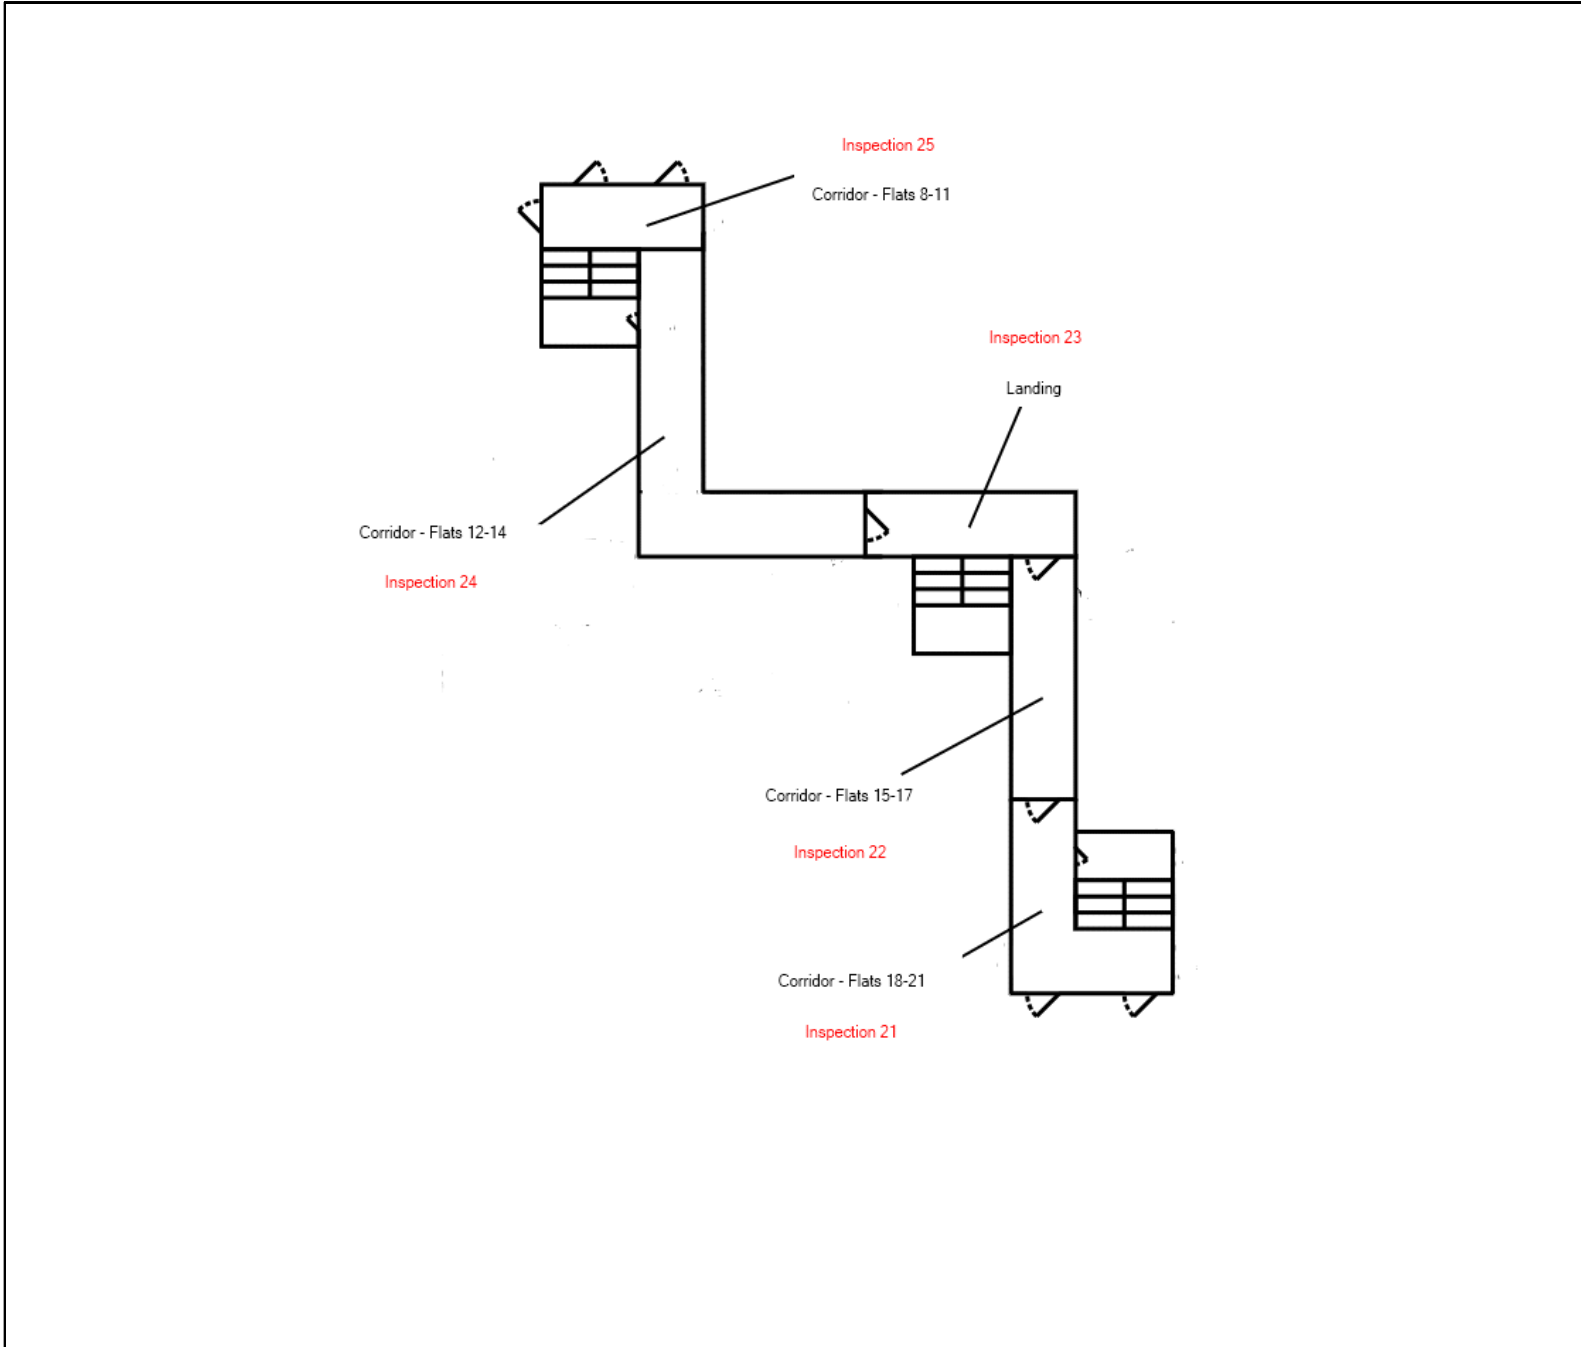 Inspection 25
Corridor - Flats 8-11
Inspection 23
Landing
Corridor - Flats 12-14
Inspection 24
Corridor - Flats 15-17
Inspection 22
Corridor - Flats 18-21
Inspection 21